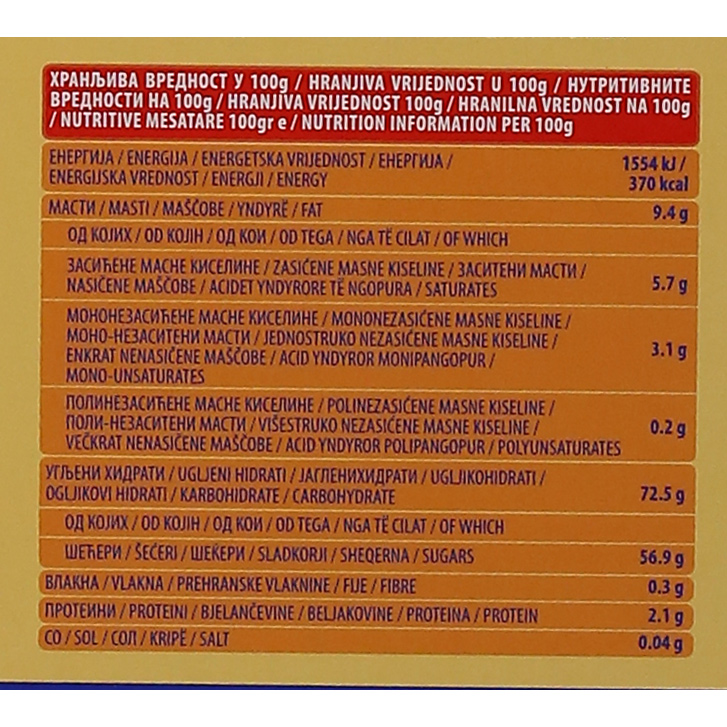 ХРАНЉИВА ВРЕДНОСТ У 100g / HRANJIVA VRIJEDNOST U 100g / НУТРИТИВНИТЕ
ВРЕДНОСТИ НА 100g / HRANJIVA VRIJEDNOST 100g / HRANILNA VREDNOST NA 100g
/ NUTRITIVE MESATARE 100gr e / NUTRITION INFORMATION PER 100g
ЕНЕРГИЈА / ENERGIJA / ENERGETSKA VRIJEDNOST / ЕНЕРГИЈА /
ENERGIJSKA VREDNOST / ENERGJI / ENERGY
1554 kJ /
370 kcal
МАСТИ / MASTI / MAŠČOBE / YNDYRË / FAT 9.4 g
ОД КОЈИХ / OD KOJIH / ОД КОИ / OD TEGA / NGA TË CILAT / OF WHICH
ЗАСИЋЕНЕ МАСНЕ КИСЕЛИНЕ / ZASIĆENE MASNE KISELINE / ЗАСИТЕНИ МАСТИ /
NASIČENE MAŠČOBE / ACIDET YNDYRORE TË NGOPURA / SATURATES 5.7 g
МОНОНЕЗАСИЋЕНЕ МАСНЕ КИСЕЛИНЕ / MONONEZASIĆENE MASNE KISELINE /
МОНО-НЕЗАСИТЕНИ МАСТИ / JEDNOSTRUKO NEZASIĆENE MASNE KISELINE /
ENKRAT NENASIČENE MAŠČOBE / ACID YNDYROR MONIPANGOPUR / 3.1 g
MONO-UNSATURATES
ПОЛИНЕЗАСИЋЕНЕ МАСНЕ КИСЕЛИНЕ / POLINEZASIĆENE MASNE KISELINE /
ПОЛИ-НЕЗАСИТЕНИ МАСТИ / VIŠESTRUKO NEZASIĆENE MASNE KISELINE / 0.2 g
VEČKRAT NENASIČENE MAŠČOBE / ACID YNDYROR POLIPANGOPUR / POLYUNSATURATES
УГЉЕНИ ХИДРАТИ / UGLJENI HIDRATI / ЈАГЛЕНИХИДРАТИ / UGLJIKOHIDRATI /
OGLJIKOVI HIDRATI / KARBOHIDRATE / CARBOHYDRATE 72.5 g
ОД КОЈИХ / OD KOJIH / ОД КОИ / OD TEGA / NGA TË CILAT / OF WHICH
ШЕЋЕРИ / ŠEĆERI / ШЕЌЕРИ / SLADKORJI / SHEQERNA / SUGARS 56.9 g
ВЛАКНА / VLAKNA / PREHRANSKE VLAKNINE / FIJE / FIBRE 0.3 g
ПРОТЕИНИ / PROTEINI / BJELANČEVINE / BELJAKOVINE / PROTEINA / PROTEIN 2.1 g
СО / SOL / СОЛ / KRIPË / SALT 0.04 g